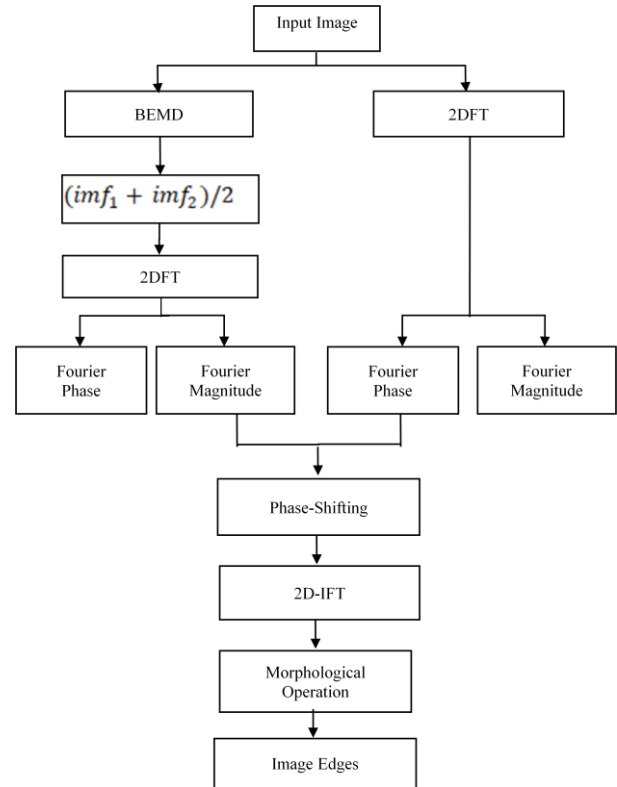 Input Image
BEMD
2DFT
(imf₁ + imf₂)/2
2DFT
Fourier
Phase
Fourier
Magnitude
Fourier
Phase
Fourier
Magnitude
Phase-Shifting
2D-IFT
Morphological
Operation
Image Edges